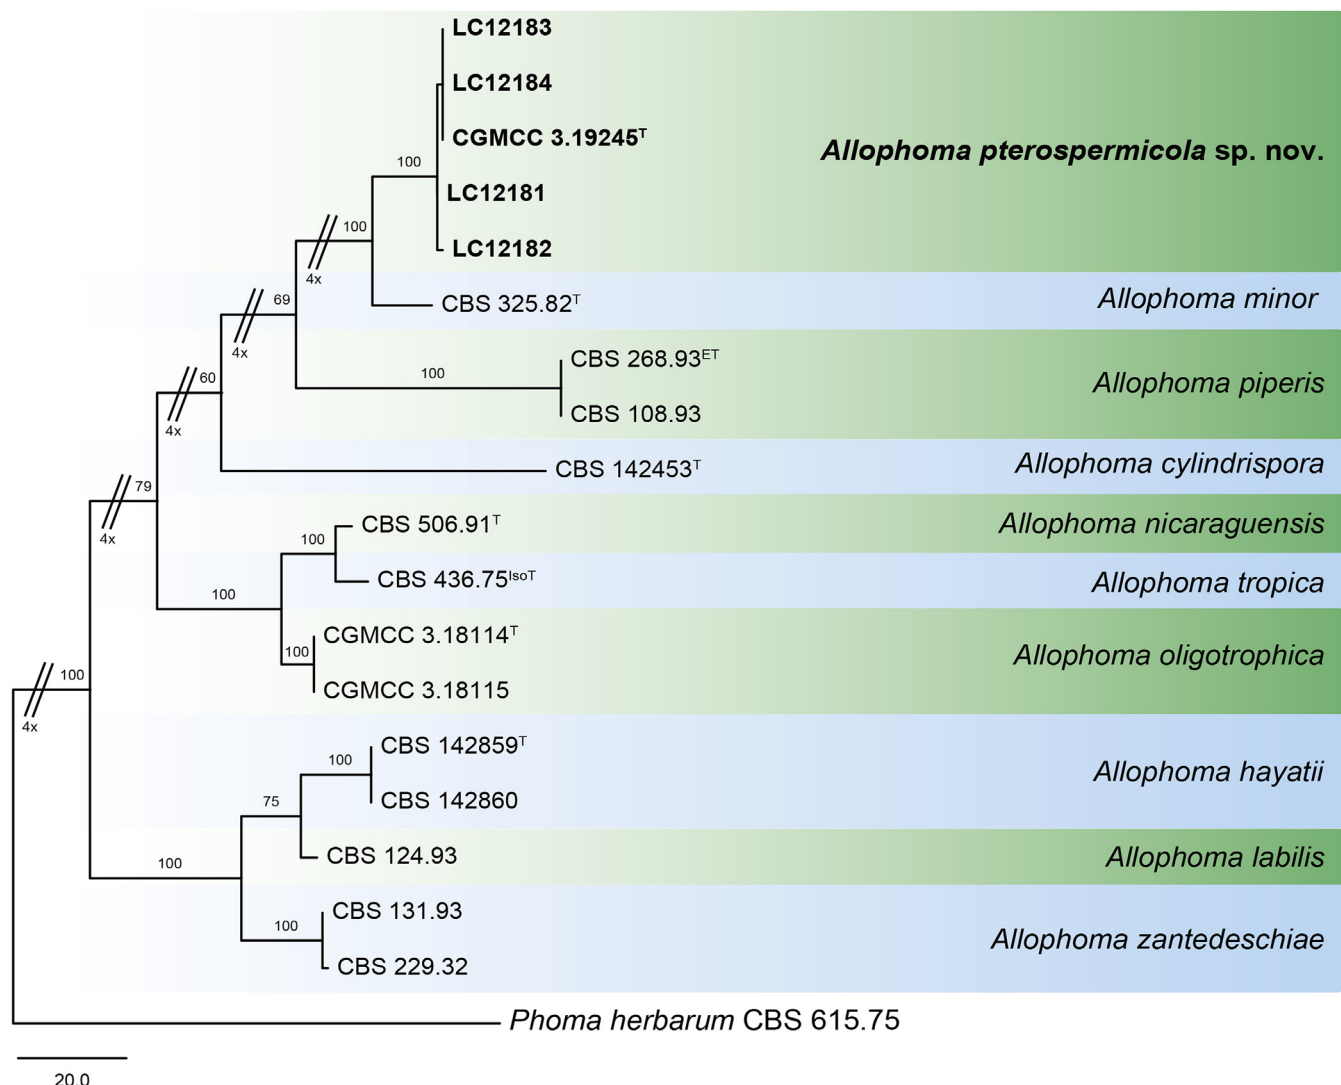 LC12183
LC12184
CGMCC 3.19245T
Allophoma pterospermicola sp. nov.
100
LC12181
100
LC12182
4x
69
CBS 325.82T
Allophoma minor
4x
CBS 268.93ET
100
Allophoma piperis
60
CBS 108.93
4x
CBS 142453T
Allophoma cylindrispora
79
CBS 506.91T
Allophoma nicaraguensis
4x
100
CBS 436.75IsoT
Allophoma tropica
100
CGMCC 3.18114T
100
Allophoma oligotrophica
100
CGMCC 3.18115
4x
CBS 142859T
100
Allophoma hayatii
75
CBS 142860
100
CBS 124.93
Allophoma labilis
CBS 131.93
100
Allophoma zantedeschiae
CBS 229.32
Phoma herbarum CBS 615.75
20.0